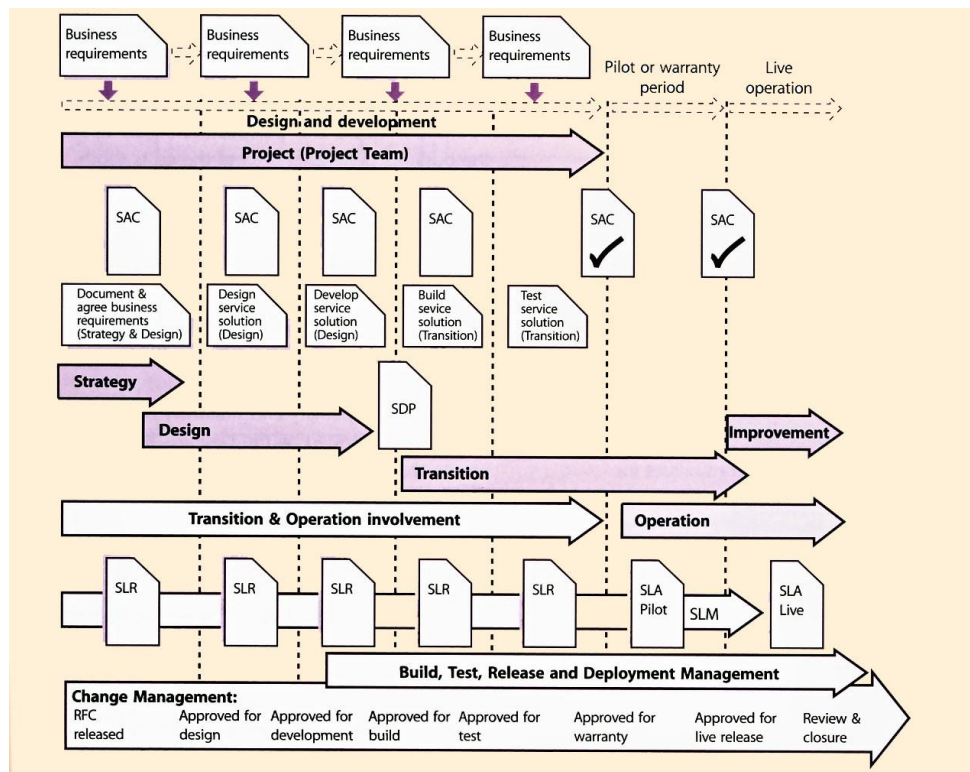 Business
requirements
Business
requirements
Business
requirements
Business
requirements
Pilot or warranty
period
Live
operation
Design and development
Project (Project Team)
SAC
SAC
SAC
SAC
SAC
SAC
Document &
agree business
requirements
(Strategy & Design)
Design
service
solution
(Design)
Develop
service
solution
(Design)
Build
sevice
solution
(Transition)
Test
service
solution
(Transition)
Strategy
SDP
Design
Improvement
Transition
Transition & Operation involvement
Operation
SLR
SLR
SLR
SLR
SLR
SLA
Pilot
SLM
SLA
Live
Build, Test, Release and Deployment Management
Change Management:
RFC
released
Approved for
design
Approved for
development
Approved for
build
Approved for
test
Approved for
warranty
Approved for
live release
Review &
closure